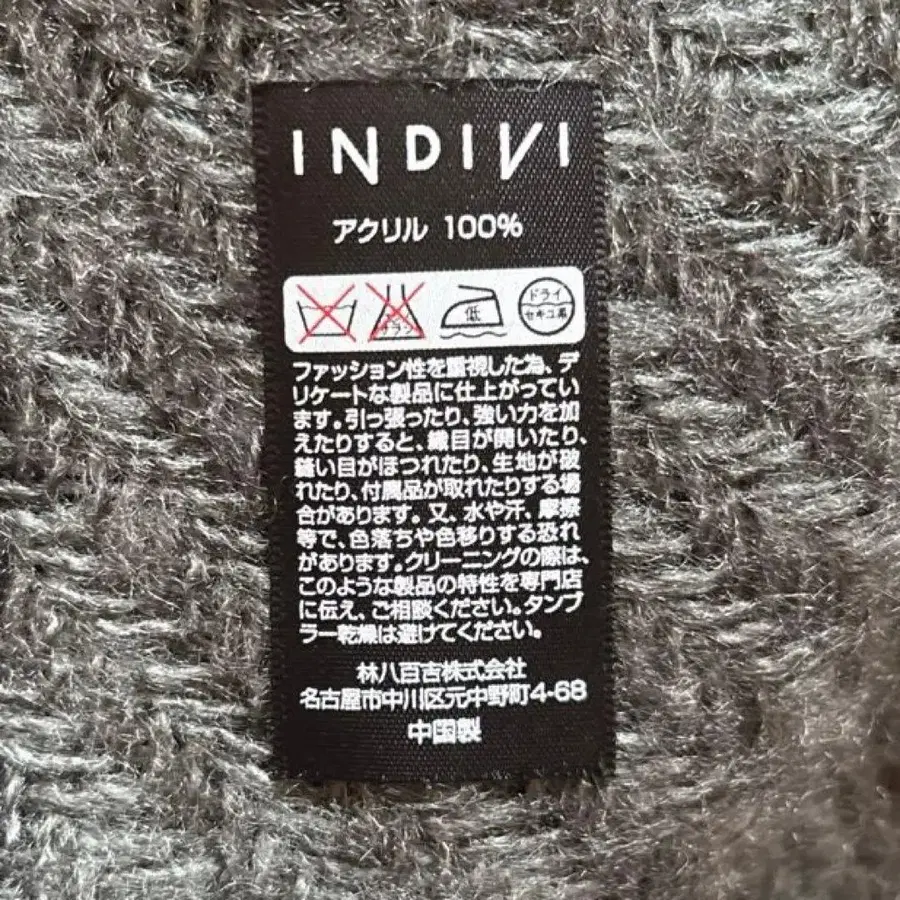 INDIVI
アクリル 100%
低
ドライ
セキユ系
ファッション性を重視した為、デ
リケートな製品に仕上がってい
ます。引っ張ったり、強い力を加
えたりすると、織目が開いたり、
縫い目がほつれたり、生地が破
れたり、付属品が取れたりする場
合があります。又、水や汗、摩擦
等で、色落ちや色移りする恐れ
があります。クリーニングの際は、
このような製品の特性を専門店
に伝え、ご相談ください。タンブ
ラー乾燥は避けてください。
林八百吉株式会社
名古屋市中川区元中野町4-68
中国製